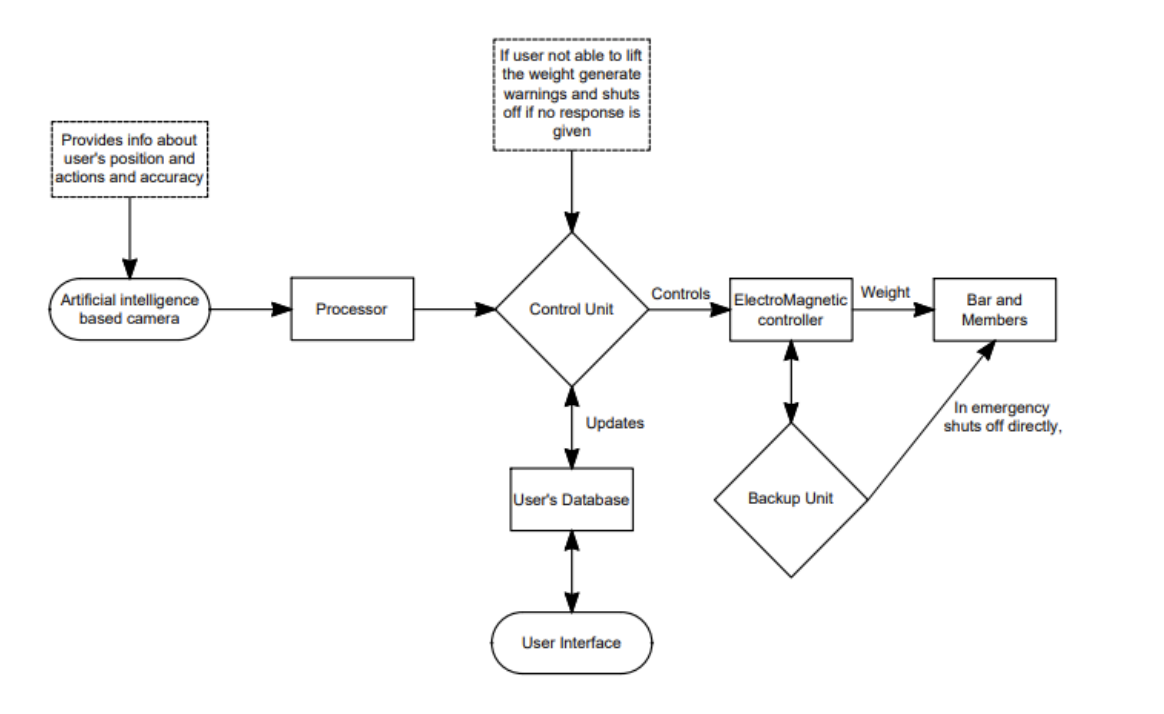 If user not able to lift
the weight generate
warnings and shuts
off if no response is
given
Provides info about
user's position and
actions and accuracy
Artificial intelligence
based camera
Processor
Control Unit
Controls
ElectroMagnetic
controller
Weight
Bar and
Members
Updates
In emergency
shuts off directly,
User's Database
Backup Unit
User Interface